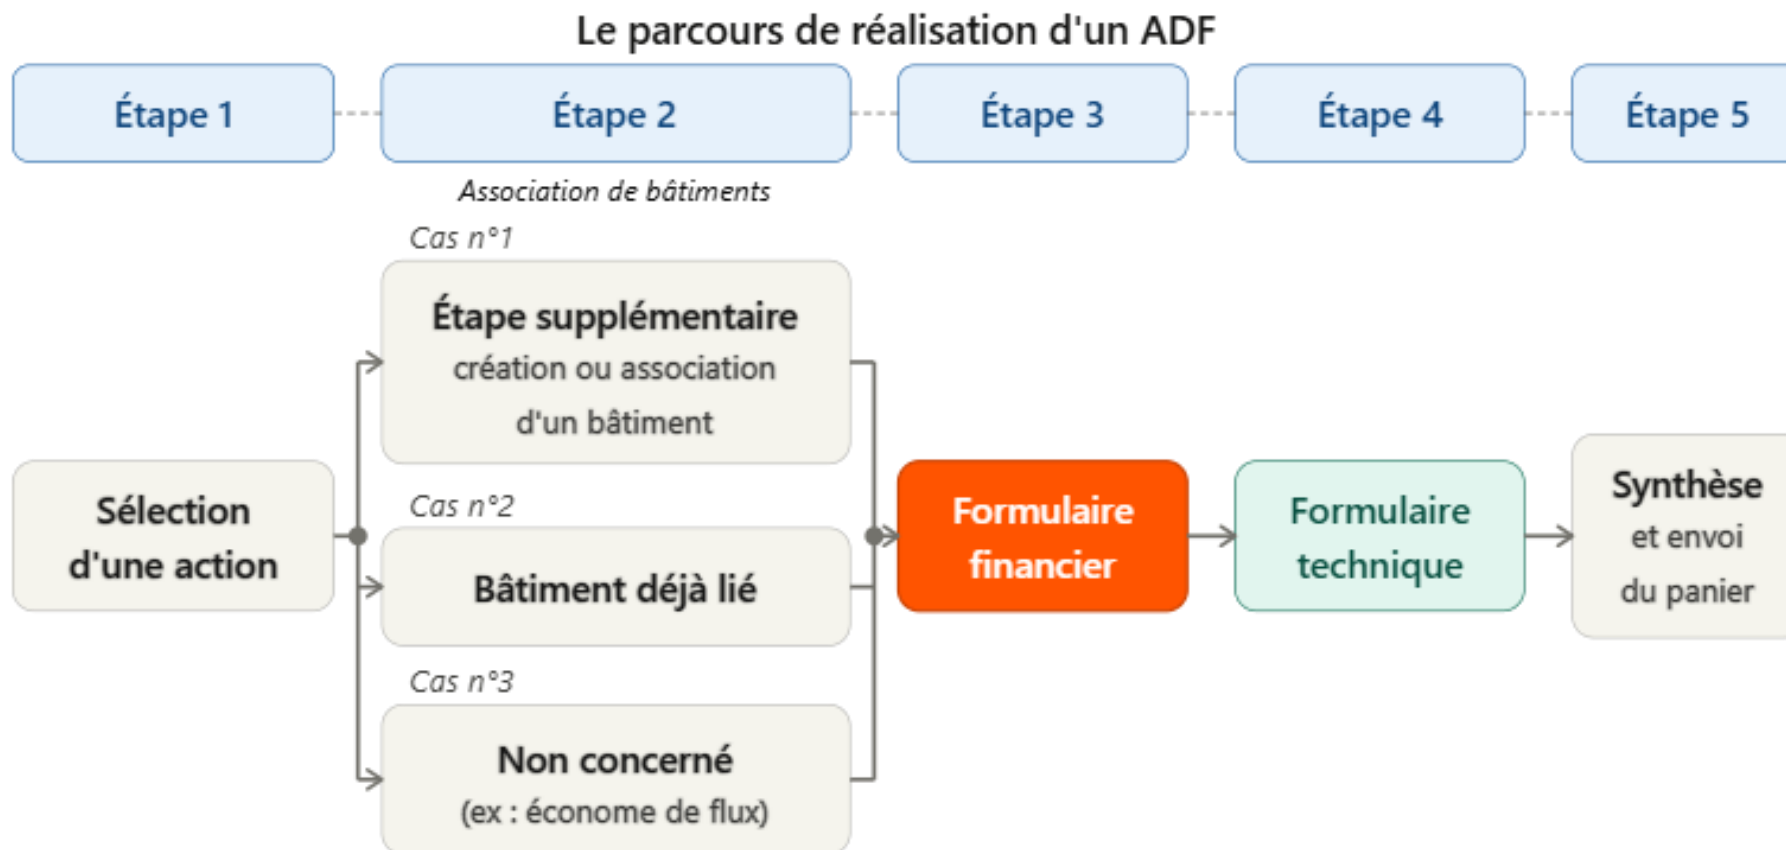 Le parcours de réalisation d'un ADF
Étape 1
Étape 2
Étape 3
Étape 4
Étape 5
Association de bâtiments
Cas n°1
Étape supplémentaire
création ou association
d'un bâtiment
Sélection
d'une action
Cas n°2
Bâtiment déjà lié
Cas n°3
Non concerné
(ex : économe de flux)
Formulaire
financier
Formulaire
technique
Synthèse
et envoi
du panier